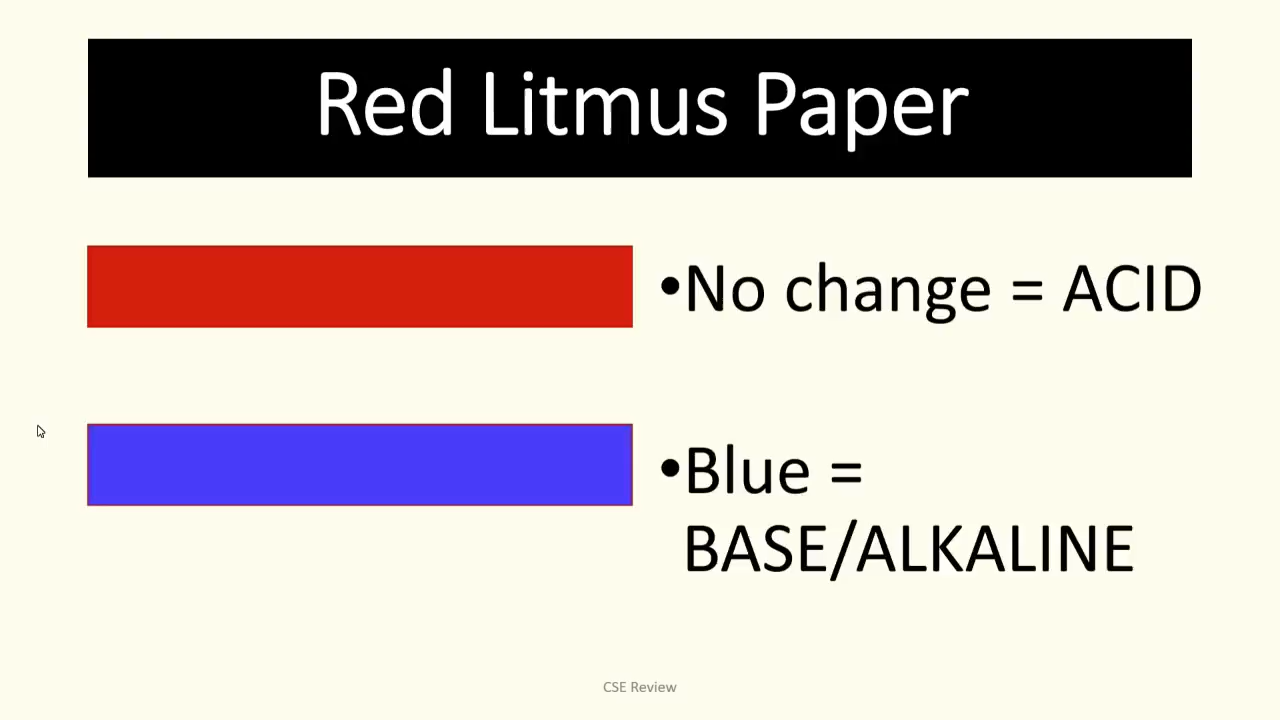 Red Litmus Paper
•No change = ACID
•Blue =
BASE/ALKALINE
CSE Review